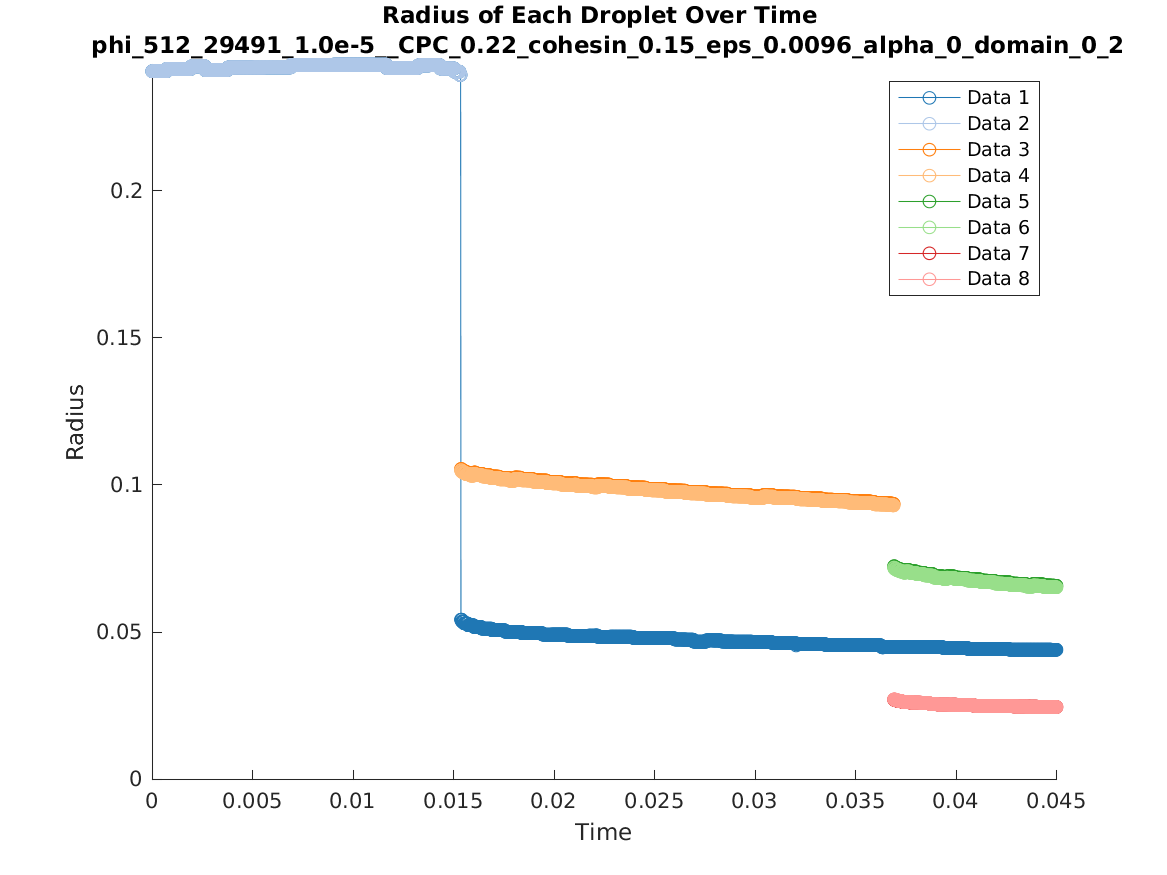 Radius of Each Droplet Over Time
phi_512_29491_1.0e-5__CPC_0.22_cohesin_0.15_eps_0.0096_alpha_0_domain_0_2
Data 1
Data 2
Data 3
Data 4
Data 5
Data 6
Data 7
Data 8
Radius
0.2
0.15
0.1
0.05
0
0 0.005 0.01 0.015 0.02 0.025 0.03 0.035 0.04 0.045
Time